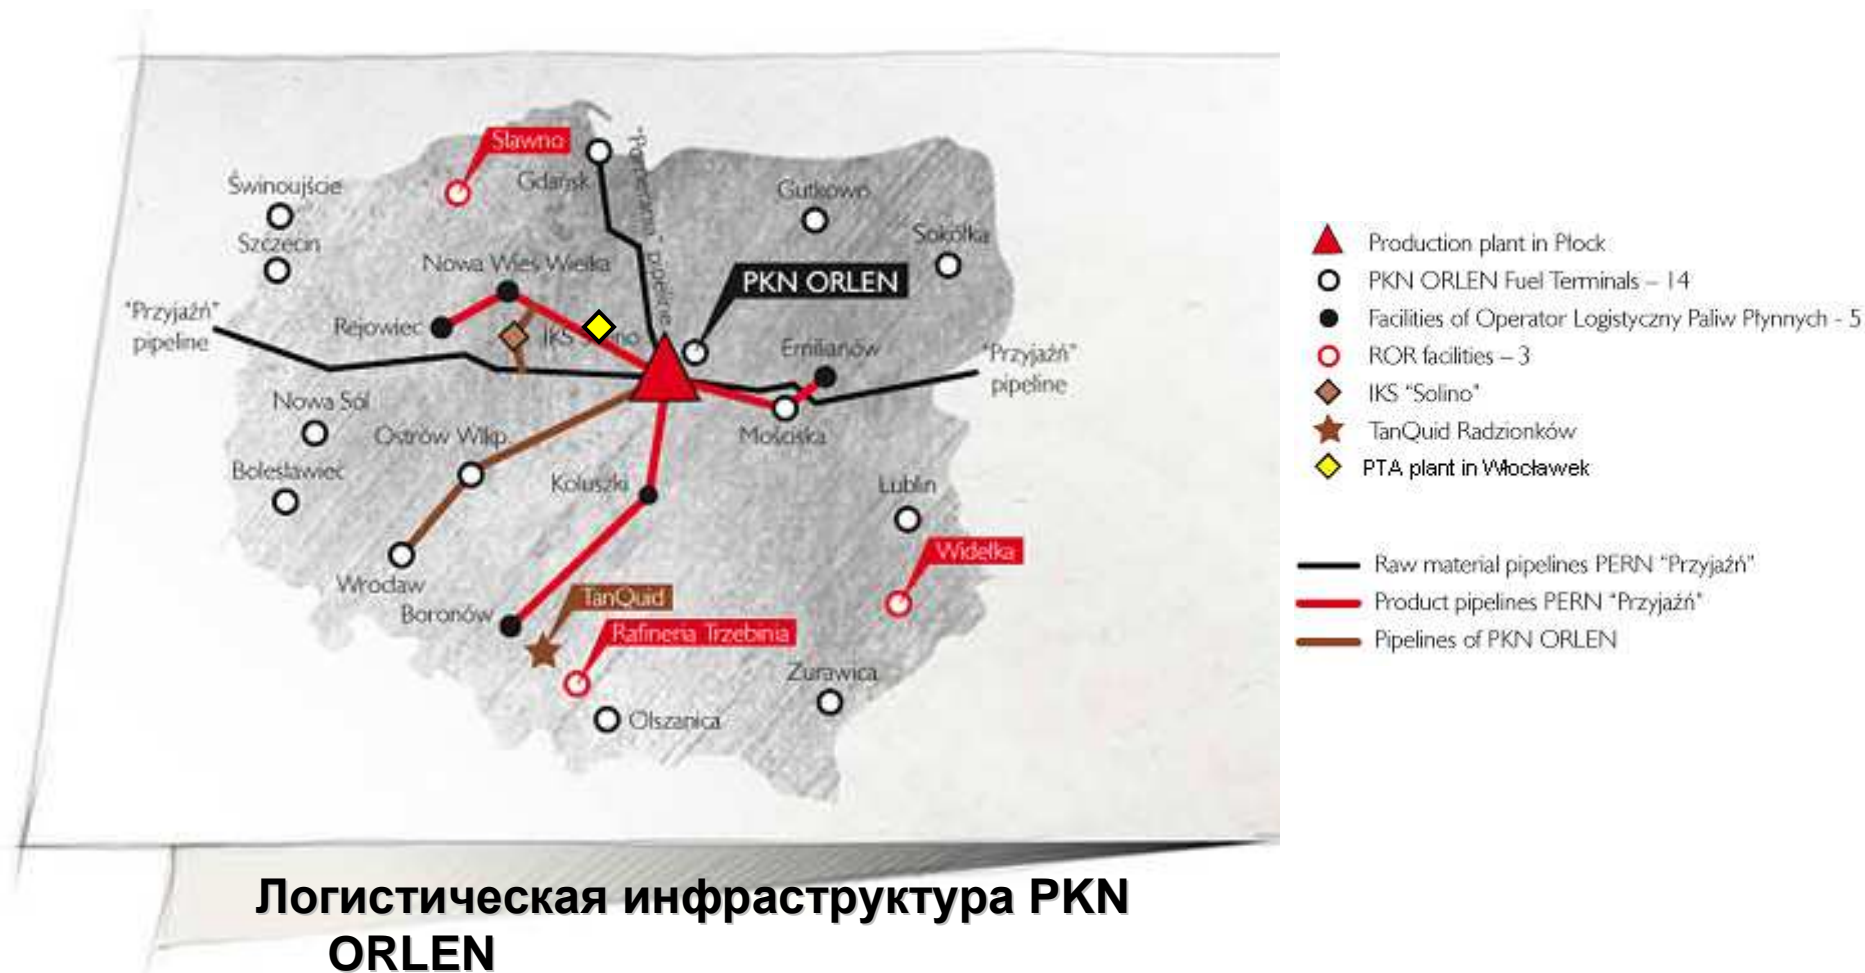 Sławno
"Pomerania" pipeline
Gdańsk
Świnoujście
Gutkowo
Szczecin
Sokółka
Nowa Wieś Wielka
PKN ORLEN
"Przyjaźń"
pipeline
Rejowiec
IKS
Emilianów
"Przyjaźń"
pipeline
Nowa Sól
Ostrów Wlkp.
Mościska
Bolesławiec
Koluszki
Lublin
Widełka
Wrocław
TanQuid
Boronów
Rafineria Trzebinia
Żurawica
Olszanica
Production plant in Płock
PKN ORLEN Fuel Terminals – 14
Facilities of Operator Logistyczny Paliw Płynnych - 5
ROR facilities – 3
IKS "Solino"
TanQuid Radzionków
PTA plant in Włocławek
Raw material pipelines PERN "Przyjaźń"
Product pipelines PERN "Przyjaźń"
Pipelines of PKN ORLEN
Логистическая инфраструктура PKN
ORLEN